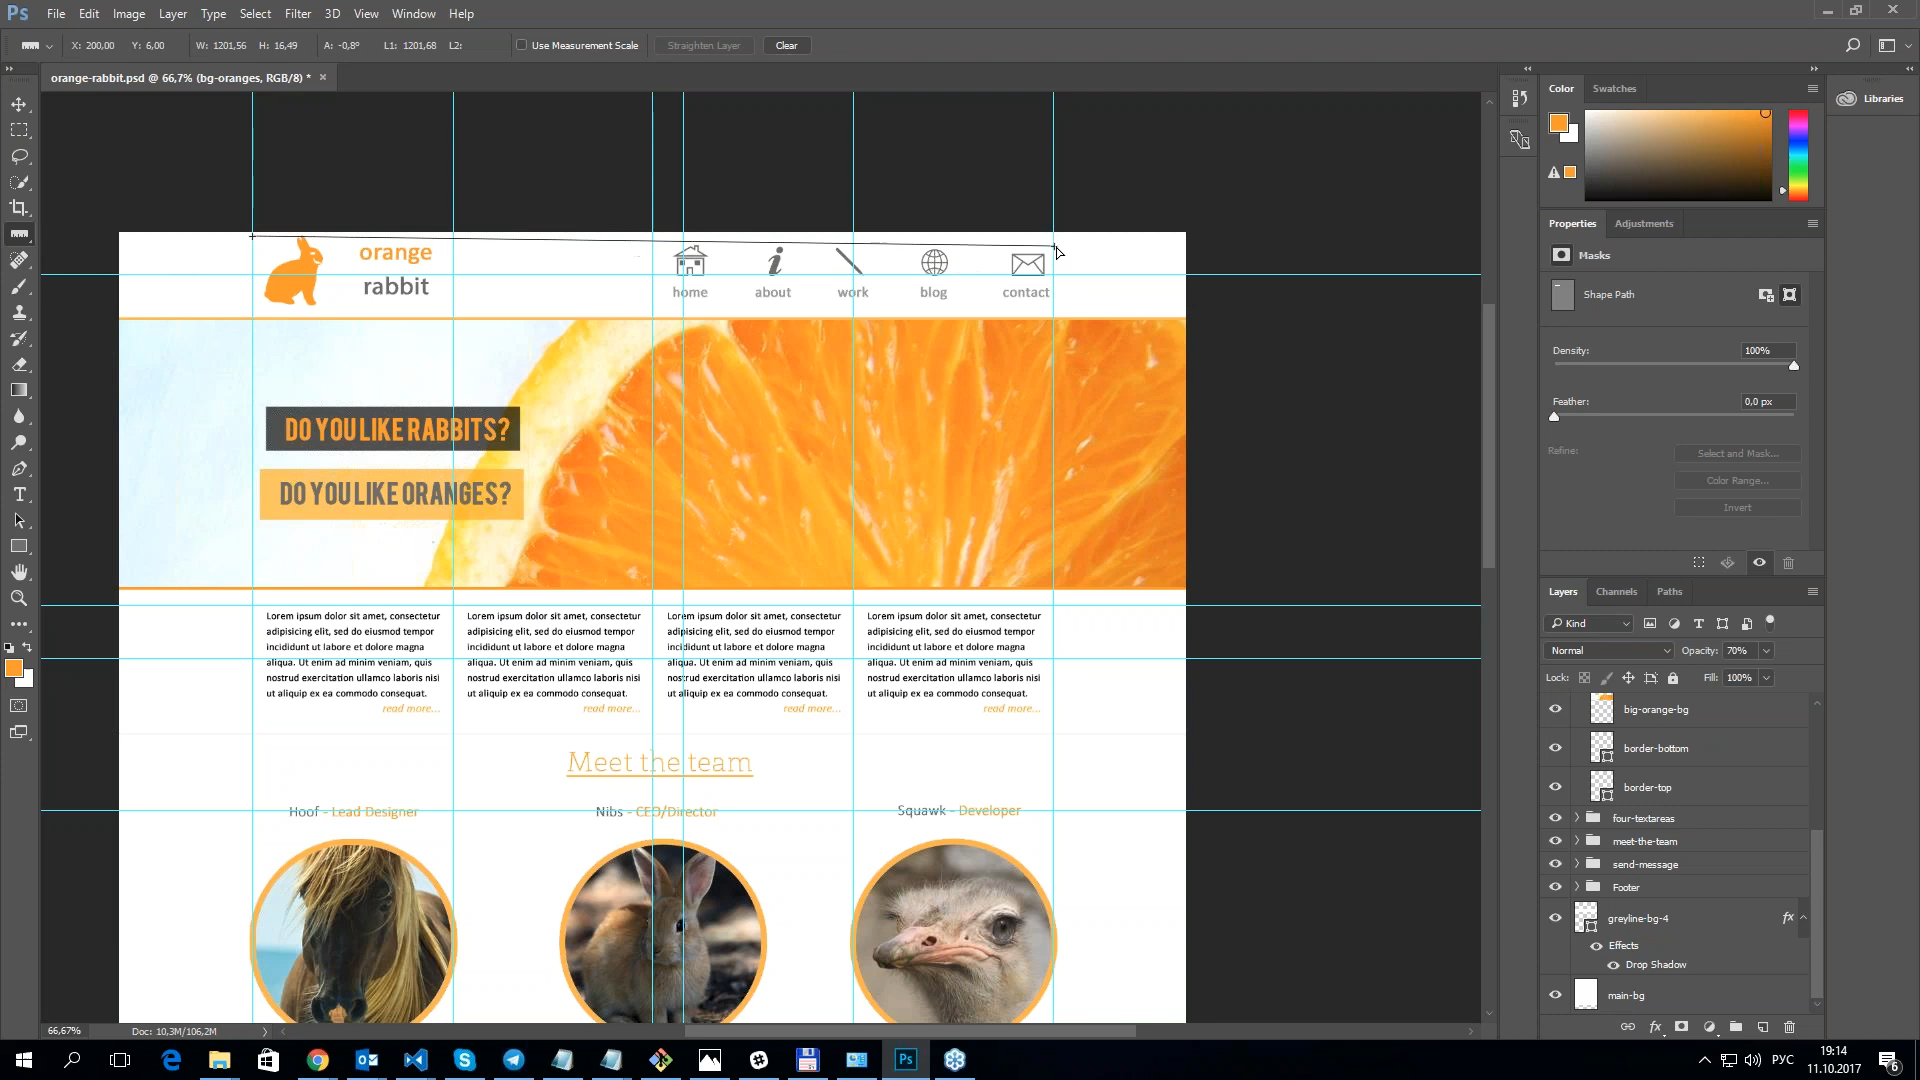 Ps File Edit Image Layer Type Select Filter 3D View Window Help
X: 200,00 Y: 6,00 W: 1201,56 H: 16,49 A: -0,8° L1: 1201,68 L2: Use Measurement Scale Straighten Layer Clear
orange-rabbit.psd @ 66,7% (bg-oranges, RGB/8) * ×
orange
rabbit
home about work blog contact
DO YOU LIKE RABBITS?
DO YOU LIKE ORANGES?
Lorem ipsum dolor sit amet, consectetur
adipisicing elit, sed do eiusmod tempor
incididunt ut labore et dolore magna
aliqua. Ut enim ad minim veniam, quis
nostrud exercitation ullamco laboris nisi
ut aliquip ex ea commodo consequat.
read more...
Lorem ipsum dolor sit amet, consectetur
adipisicing elit, sed do eiusmod tempor
incididunt ut labore et dolore magna
aliqua. Ut enim ad minim veniam, quis
nostrud exercitation ullamco laboris nisi
ut aliquip ex ea commodo consequat.
read more...
Lorem ipsum dolor sit amet, consectetur
adipisicing elit, sed do eiusmod tempor
incididunt ut labore et dolore magna
aliqua. Ut enim ad minim veniam, quis
nostrud exercitation ullamco laboris nisi
ut aliquip ex ea commodo consequat.
read more...
Lorem ipsum dolor sit amet, consectetur
adipisicing elit, sed do eiusmod tempor
incididunt ut labore et dolore magna
aliqua. Ut enim ad minim veniam, quis
nostrud exercitation ullamco laboris nisi
ut aliquip ex ea commodo consequat.
read more...
Meet the team
Hoof - Lead Designer
Nibs - CEO/Director
Squawk - Developer
66,67% Doc: 10,3M/106,2M
Color Swatches
Libraries
Properties Adjustments
Masks
Shape Path
Density: 100%
Feather: 0,0 px
Refine: Select and Mask...
Color Range...
Invert
Layers Channels Paths
Kind
Normal Opacity: 70%
Lock: Fill: 100%
big-orange-bg
border-bottom
border-top
four-textareas
meet-the-team
send-message
Footer
greyline-bg-4 fx
Effects
Drop Shadow
main-bg
fx
Ps
РУС
19:14
11.10.2017
6